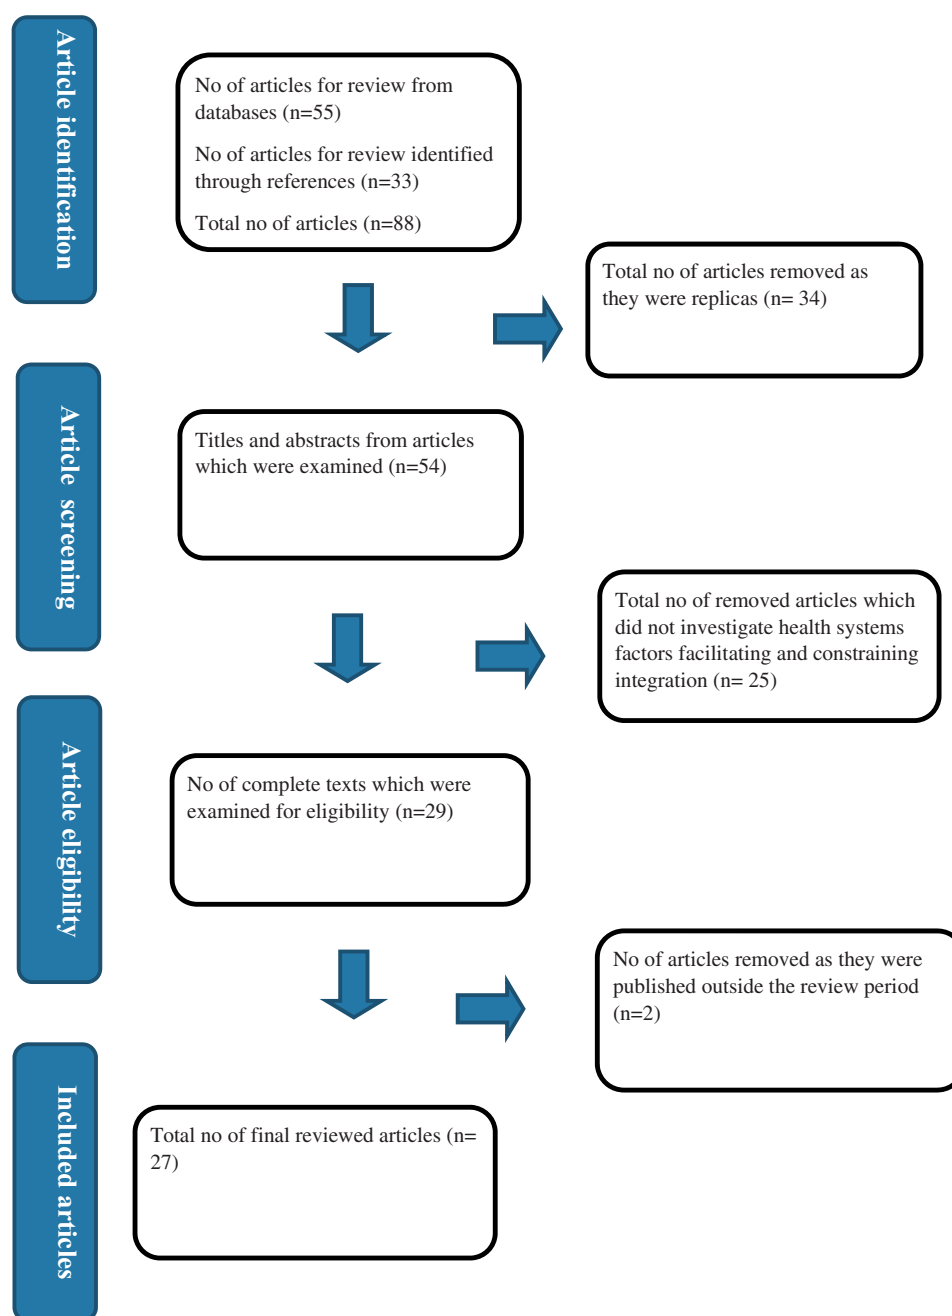 Article identification
No of articles for review from
databases (n=55)
No of articles for review identified
through references (n=33)
Total no of articles (n=88)
Total no of articles removed as
they were replicas (n= 34)
Article screening
Titles and abstracts from articles
which were examined (n=54)
Total no of removed articles which
did not investigate health systems
factors facilitating and constraining
integration (n= 25)
Article eligibility
No of complete texts which were
examined for eligibility (n=29)
No of articles removed as they were
published outside the review period
(n=2)
Included articles
Total no of final reviewed articles (n=
27)